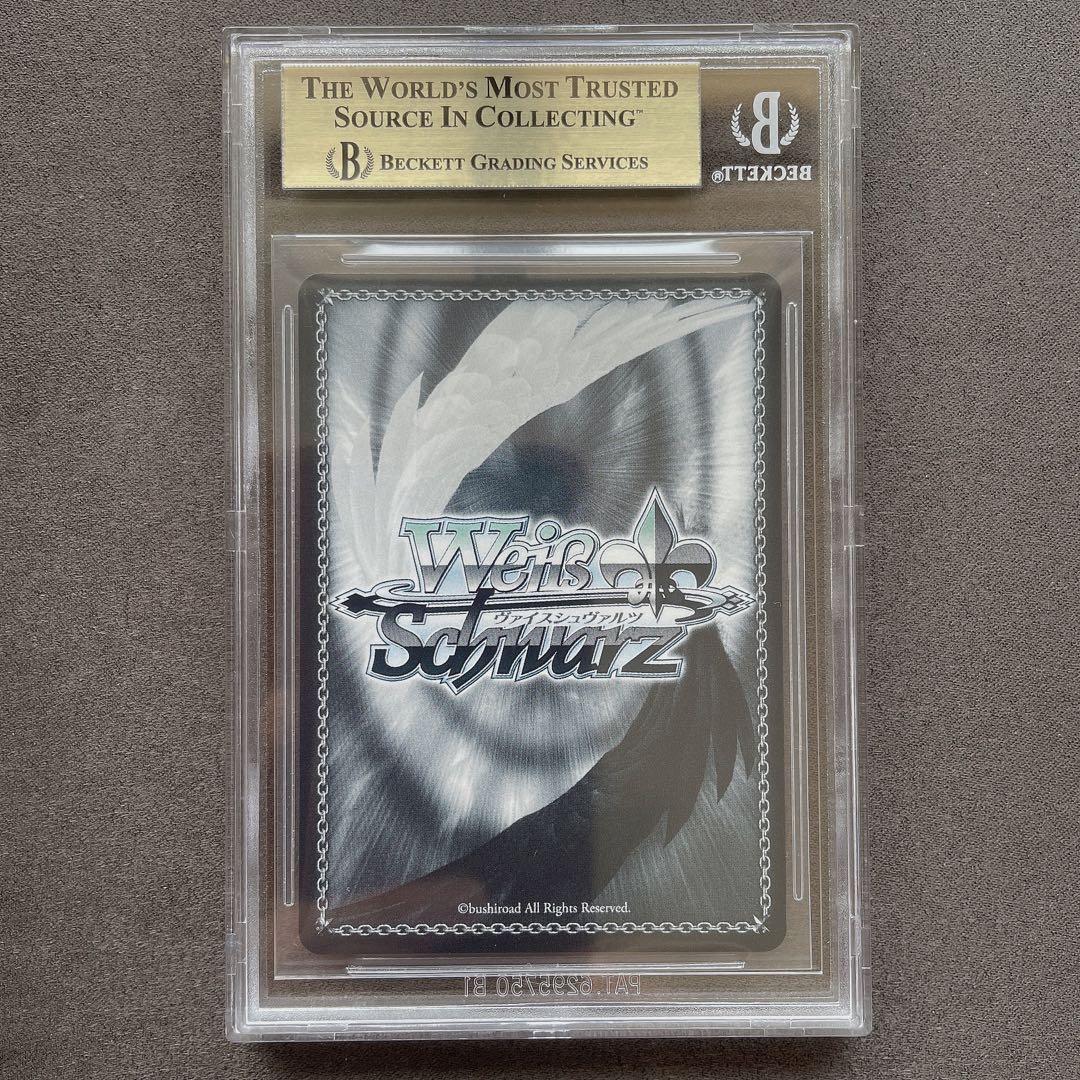 THE WORLD'S MOST TRUSTED
SOURCE IN COLLECTING™
B BECKETT GRADING SERVICES
B
BECKETT®
Weiß
ヴァイスシュヴァルツ
Schwarz
©bushiroad All Rights Reserved.
PAT. 6295750 B1